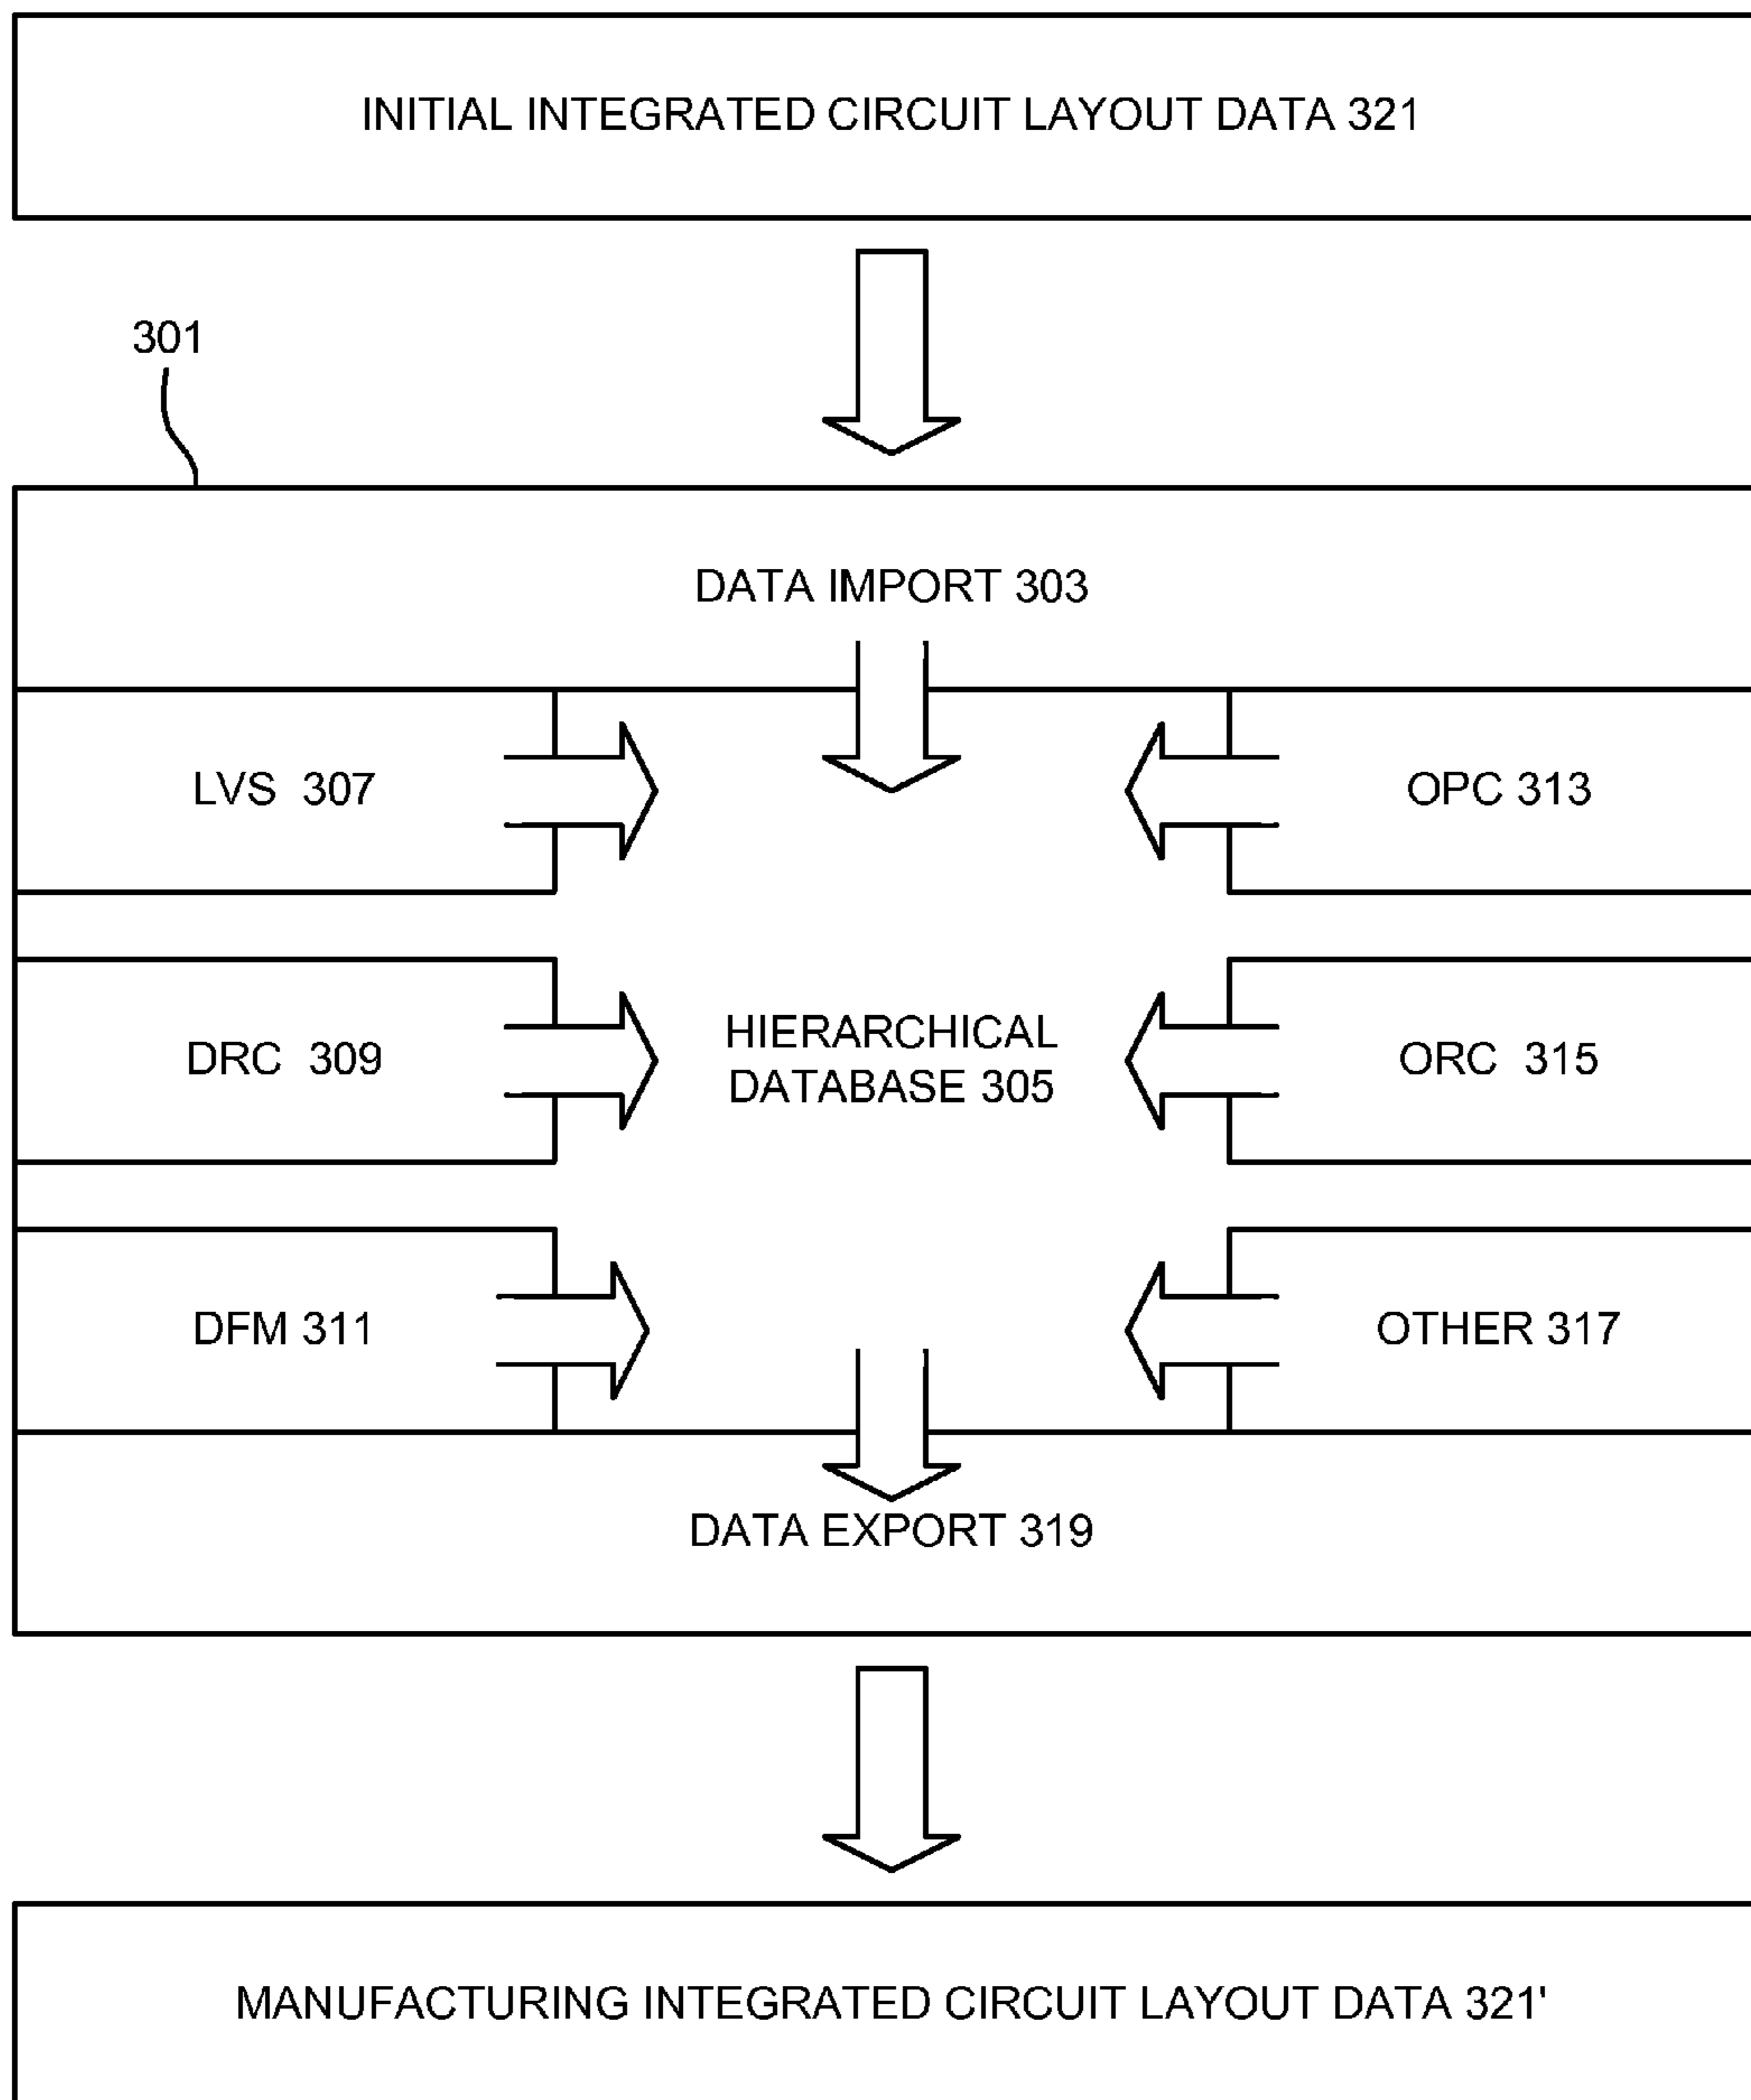 INITIAL INTEGRATED CIRCUIT LAYOUT DATA 321
301
DATA IMPORT 303
LVS 307
OPC 313
DRC 309
HIERARCHICAL
DATABASE 305
ORC 315
DFM 311
OTHER 317
DATA EXPORT 319
MANUFACTURING INTEGRATED CIRCUIT LAYOUT DATA 321'